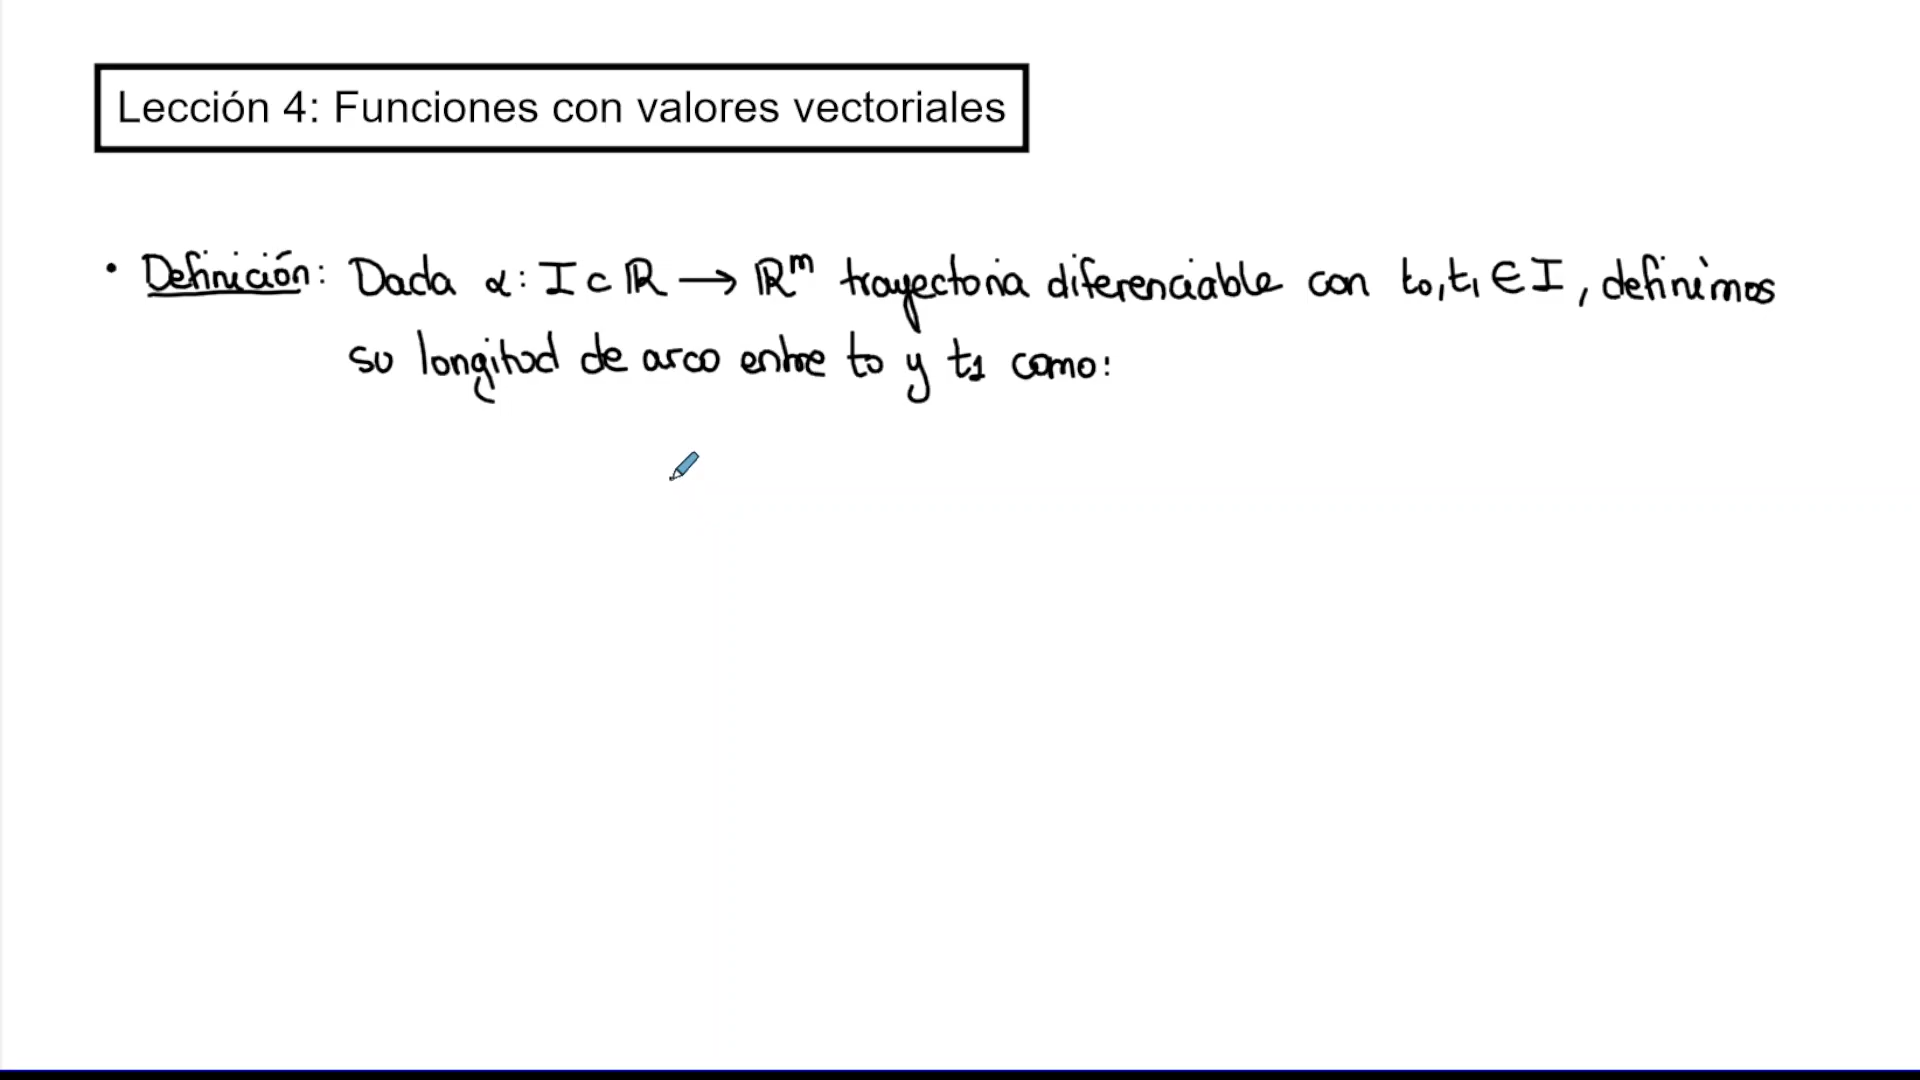 Lección 4: Funciones con valores vectoriales
• Definición: Dada α: I ⊂ ℝ → ℝᵐ trayectoria diferenciable con t₀, t₁ ∈ I, definimos
su longitud de arco entre t₀ y t₁ como: